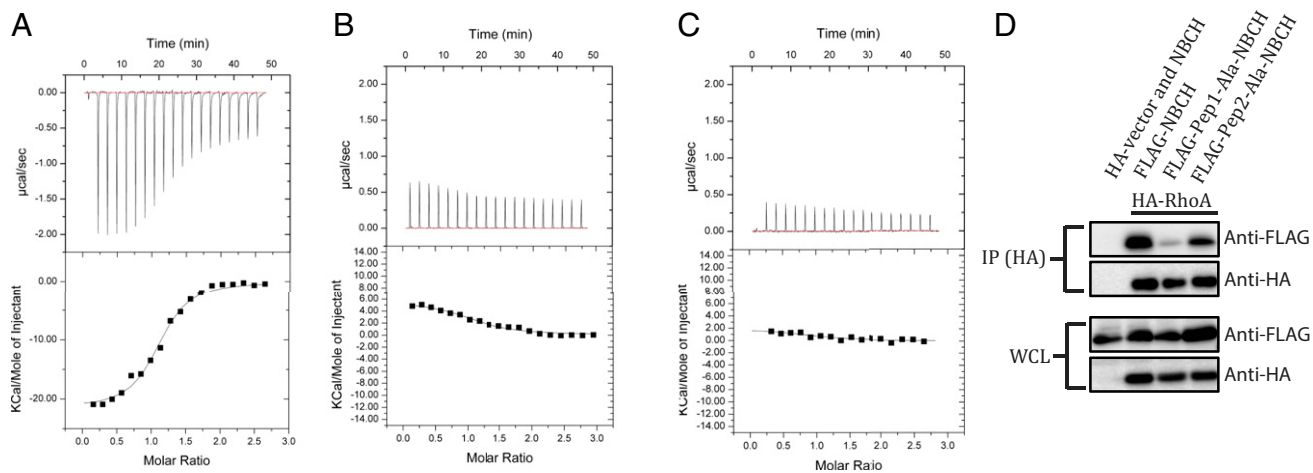 A
Time (min)
0 10 20 30 40 50
0.00
-0.50
-1.00
-1.50
-2.00
µcal/sec
0.00
-10.00
-20.00
KCal/Mole of Injectant
0.0 0.5 1.0 1.5 2.0 2.5 3.0
Molar Ratio
B
Time (min)
0 10 20 30 40 50
2.00
1.50
1.00
0.50
0.00
µcal/sec
14.00
12.00
10.00
8.00
6.00
4.00
2.00
0.00
-2.00
-4.00
-6.00
-8.00
-10.00
-12.00
-14.00
KCal/Mole of Injectant
0.0 0.5 1.0 1.5 2.0 2.5 3.0
Molar Ratio
C
Time (min)
0 10 20 30 40 50
2.00
1.50
1.00
0.50
0.00
µcal/sec
14.00
12.00
10.00
8.00
6.00
4.00
2.00
0.00
-2.00
-4.00
-6.00
-8.00
-10.00
-12.00
-14.00
KCal/Mole of Injectant
0.0 0.5 1.0 1.5 2.0 2.5 3.0
Molar Raio
D
HA-vector and NBCH
FLAG-NBCH
FLAG-Pep1-Ala-NBCH
FLAG-Pep2-Ala-NBCH
HA-RhoA
IP (HA)
Anti-FLAG
Anti-HA
WCL
Anti-FLAG
Anti-HA